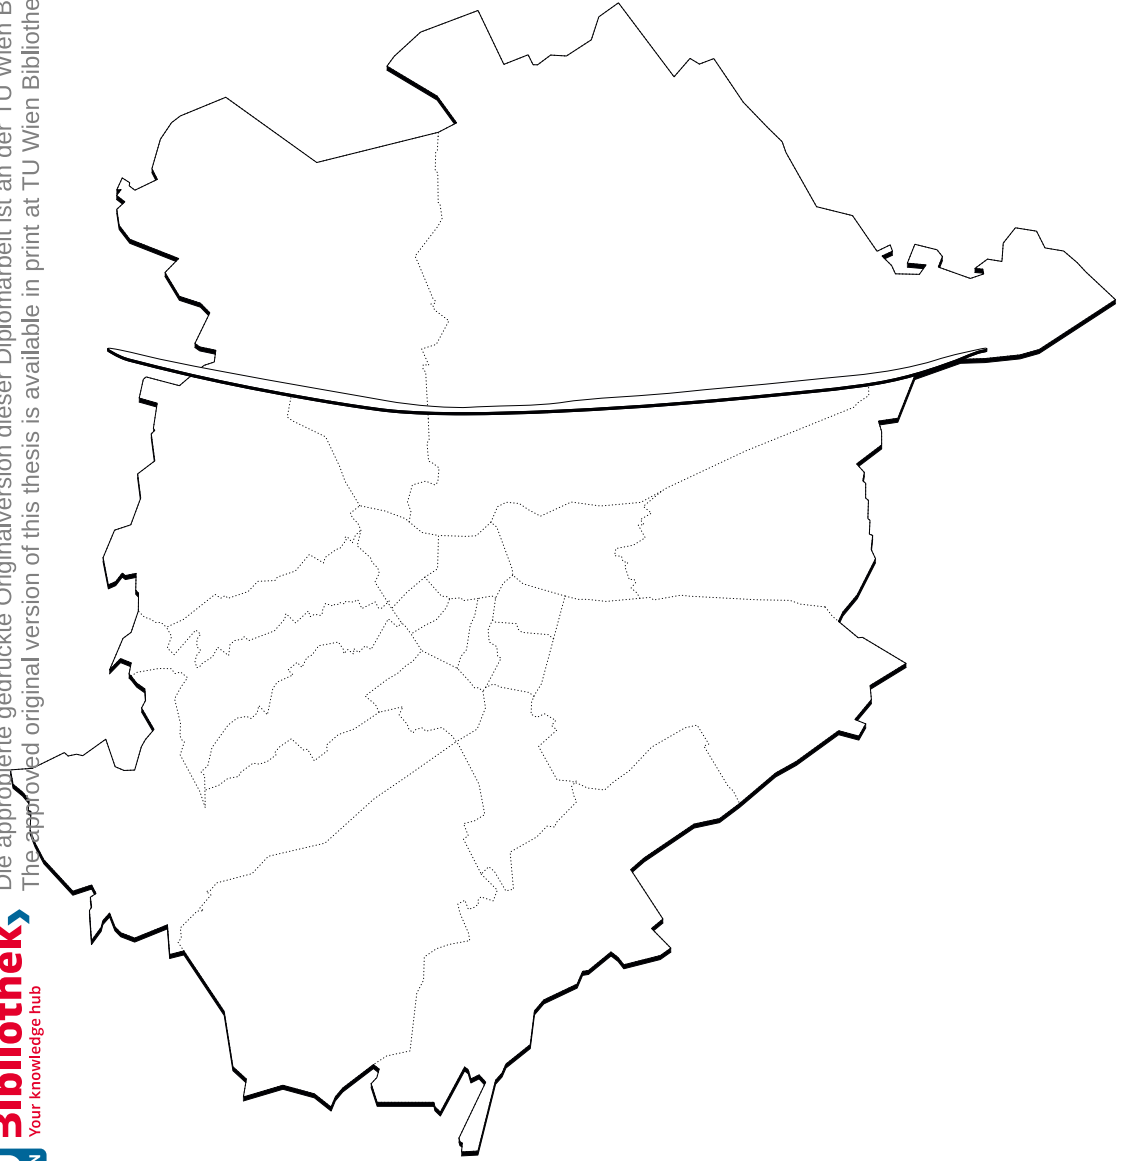 Die approbierte gedruckte Originalversion dieser Diplomarbeit ist an der TU Wien
The approved original version of this thesis is available in print at TU Wien
Bibliothek
Your knowledge hub